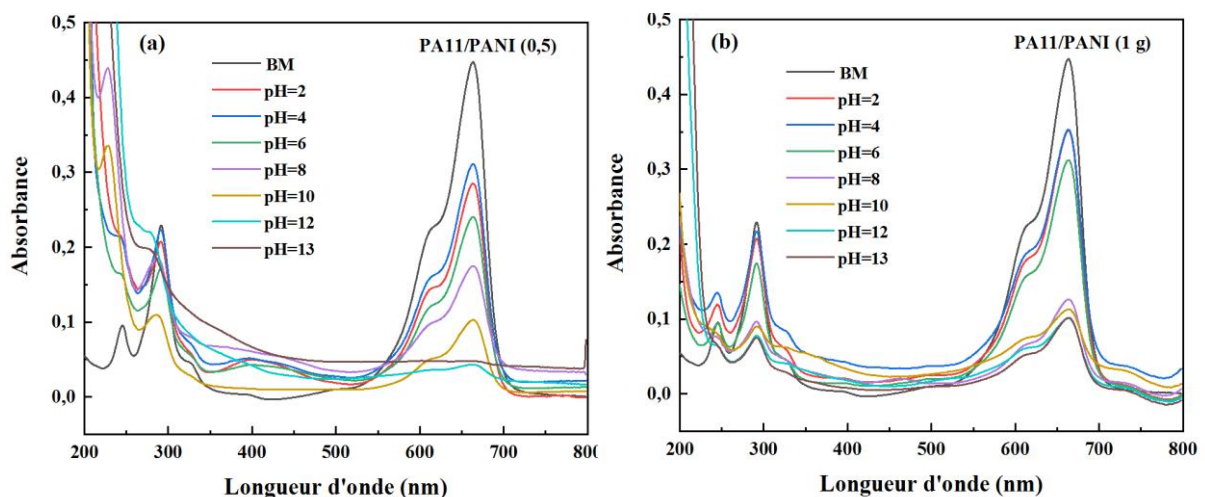 (a)
PA11/PANI (0,5)
BM
pH=2
pH=4
pH=6
pH=8
pH=10
pH=12
pH=13
Absorbance
0,5
0,4
0,3
0,2
0,1
0,0
200 300 400 500 600 700 800
Longueur d'onde (nm)
(b)
PA11/PANI (1 g)
BM
pH=2
pH=4
pH=6
pH=8
pH=10
pH=12
pH=13
Absorbance
0,5
0,4
0,3
0,2
0,1
0,0
200 300 400 500 600 700 800
Longueur d'onde (nm)